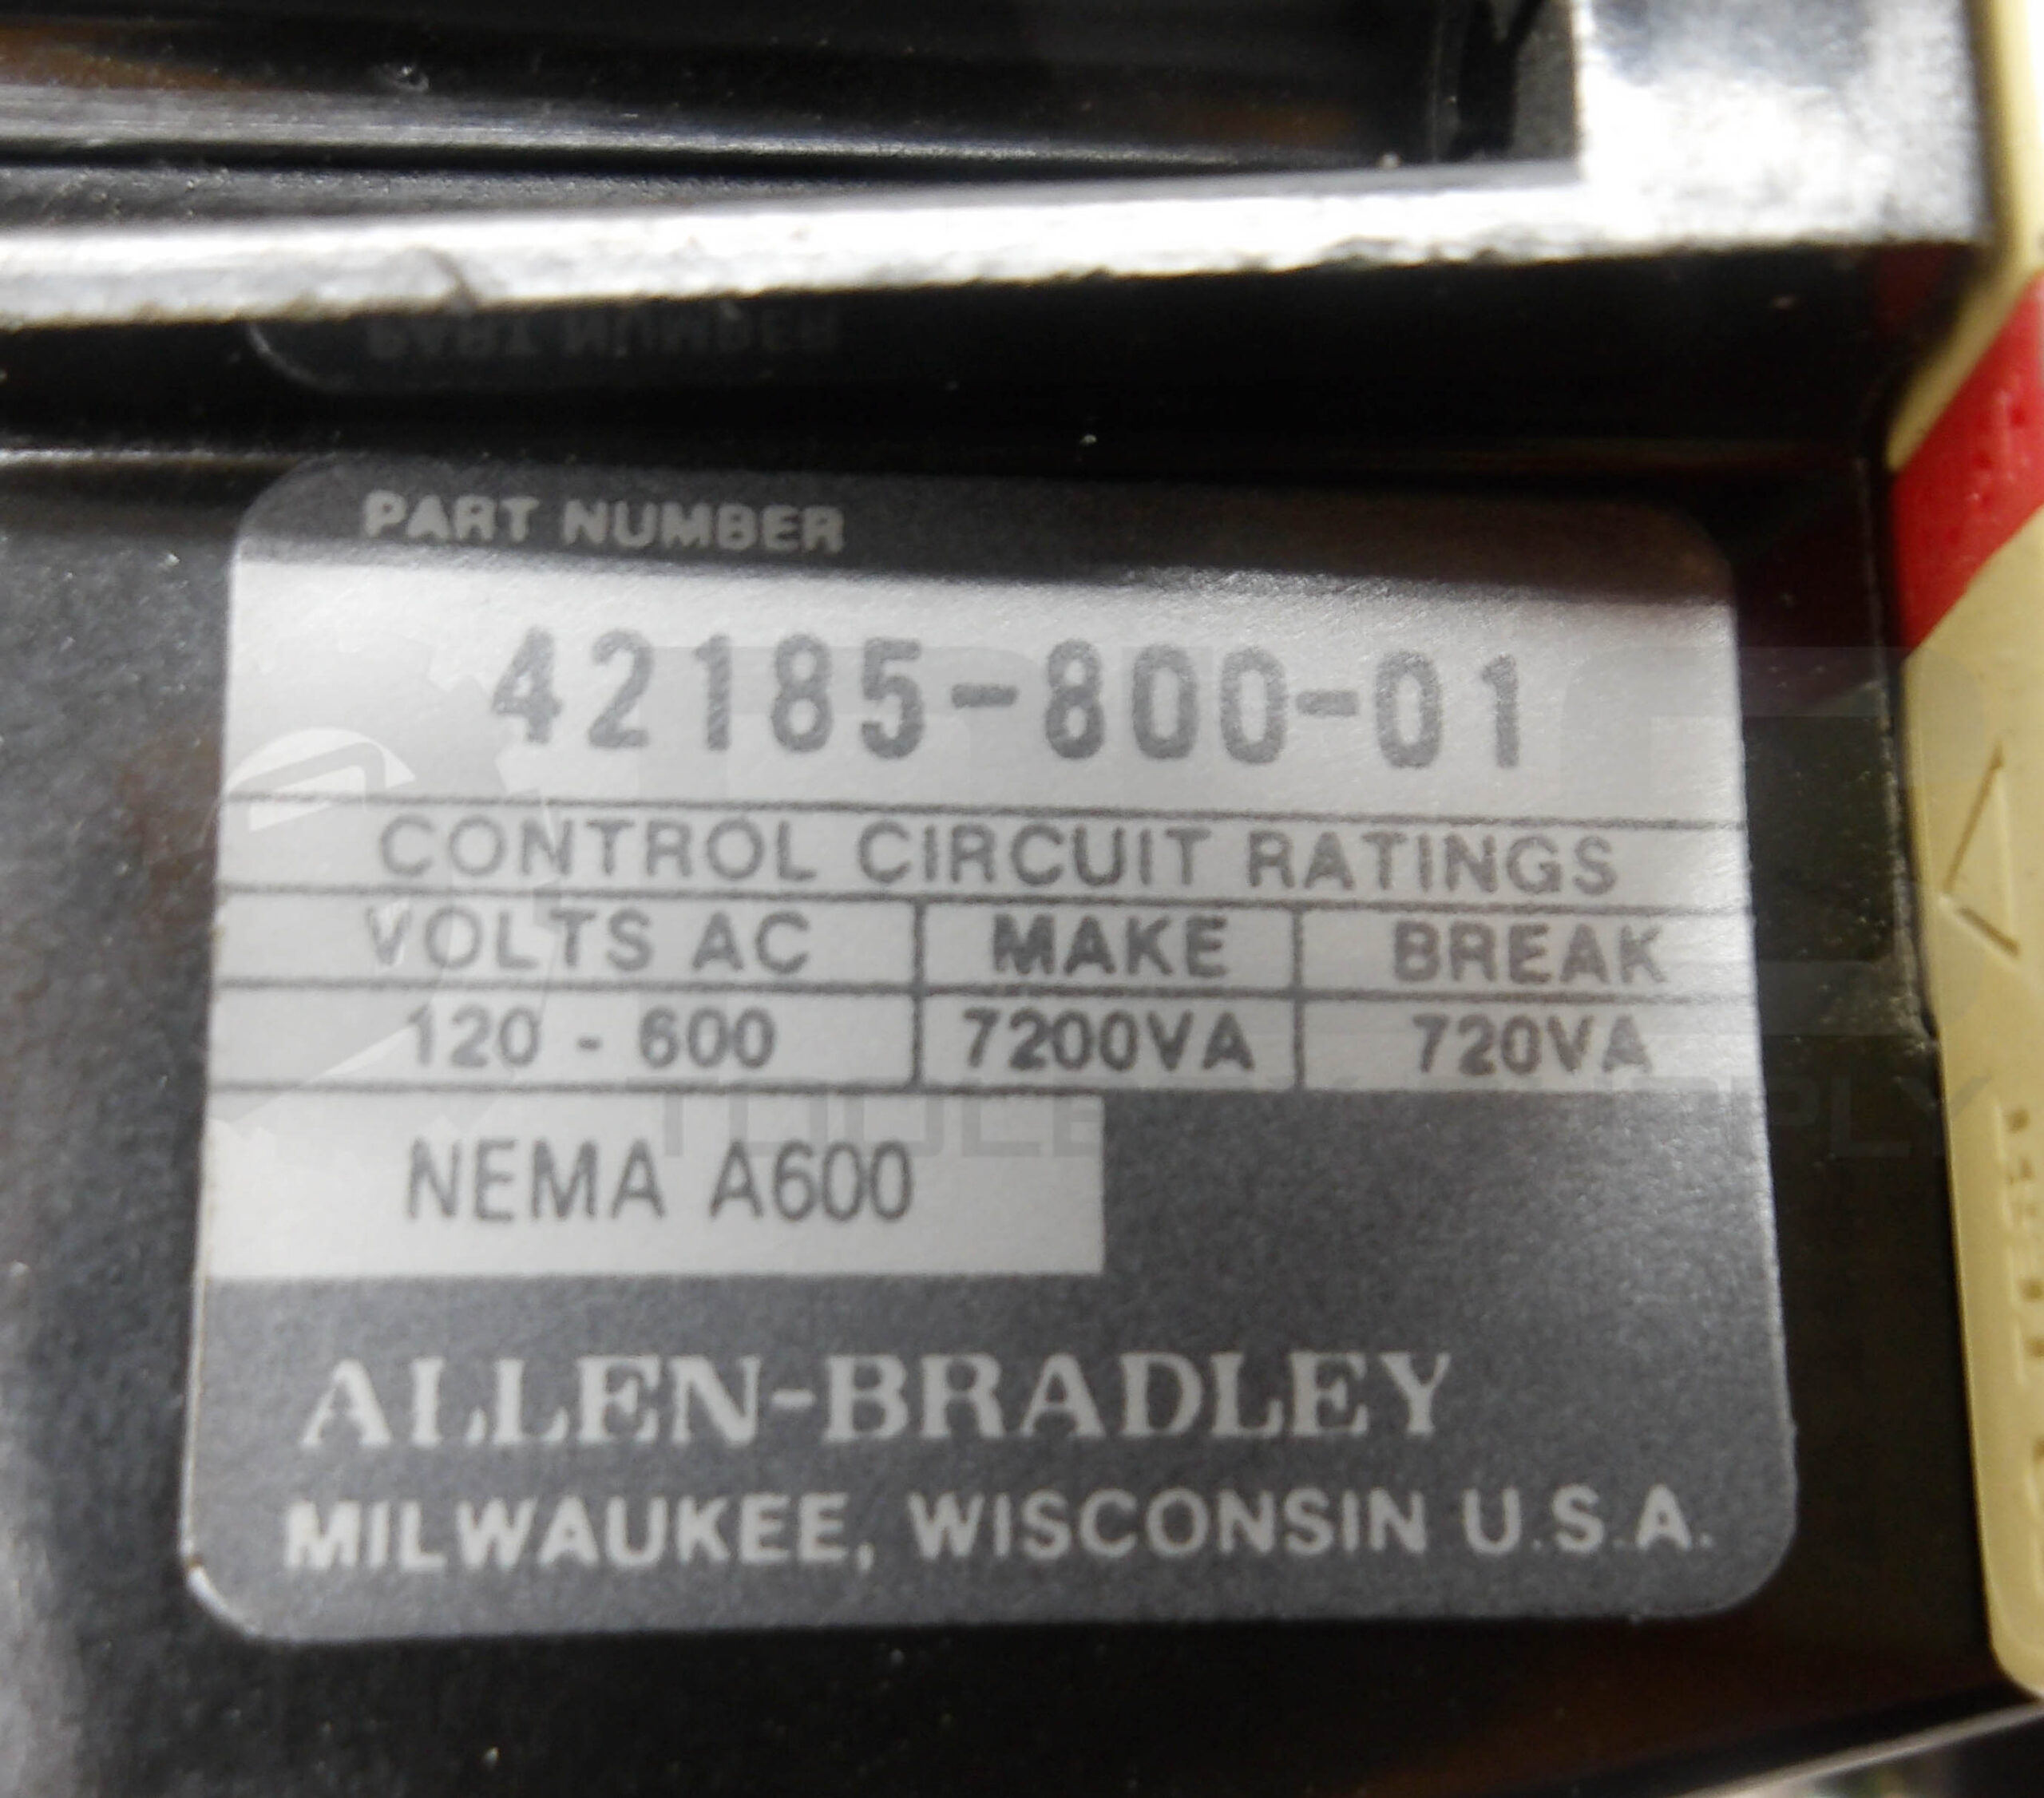 PART NUMBER
42185-800-01
CONTROL CIRCUIT RATINGS
VOLTS AC MAKE BREAK
120 - 600 7200VA 720VA
NEMA A600
ALLEN-BRADLEY
MILWAUKEE, WISCONSIN U.S.A.